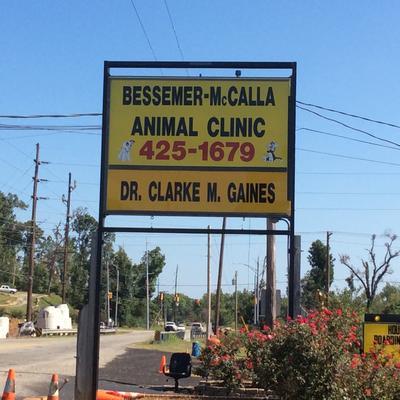 BESSEMER-McCALLA
ANIMAL CLINIC
425-1679
DR. CLARKE M. GAINES